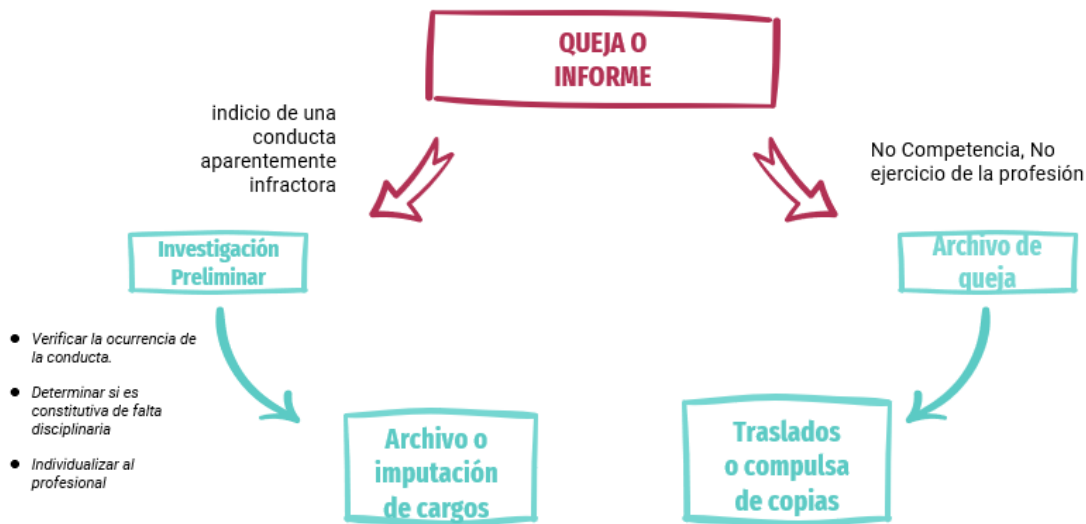 QUEJA O
INFORME
indicio de una
conducta
aparentemente
infractora
No Competencia, No
ejercicio de la profesión
Investigación
Preliminar
Archivo de
queja
● Verificar la ocurrencia de
la conducta.
● Determinar si es
constitutiva de falta
disciplinaria
● Individualizar al
profesional
Archivo o
imputación
de cargos
Traslados
o compulsa
de copias